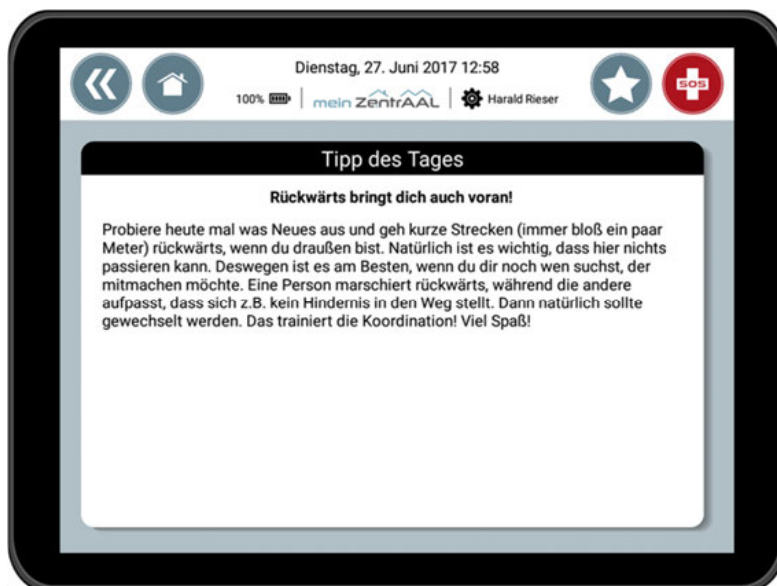 Dienstag, 27. Juni 2017 12:58
100% mein ZentrAAL Harald Rieser
SOS
Tipp des Tages
Rückwärts bringt dich auch voran!
Probiere heute mal was Neues aus und geh kurze Strecken (immer bloß ein paar
Meter) rückwärts, wenn du draußen bist. Natürlich ist es wichtig, dass hier nichts
passieren kann. Deswegen ist es am Besten, wenn du dir noch wen suchst, der
mitmachen möchte. Eine Person marschiert rückwärts, während die andere
aufpasst, dass sich z.B. kein Hindernis in den Weg stellt. Dann natürlich sollte
gewechselt werden. Das trainiert die Koordination! Viel Spaß!